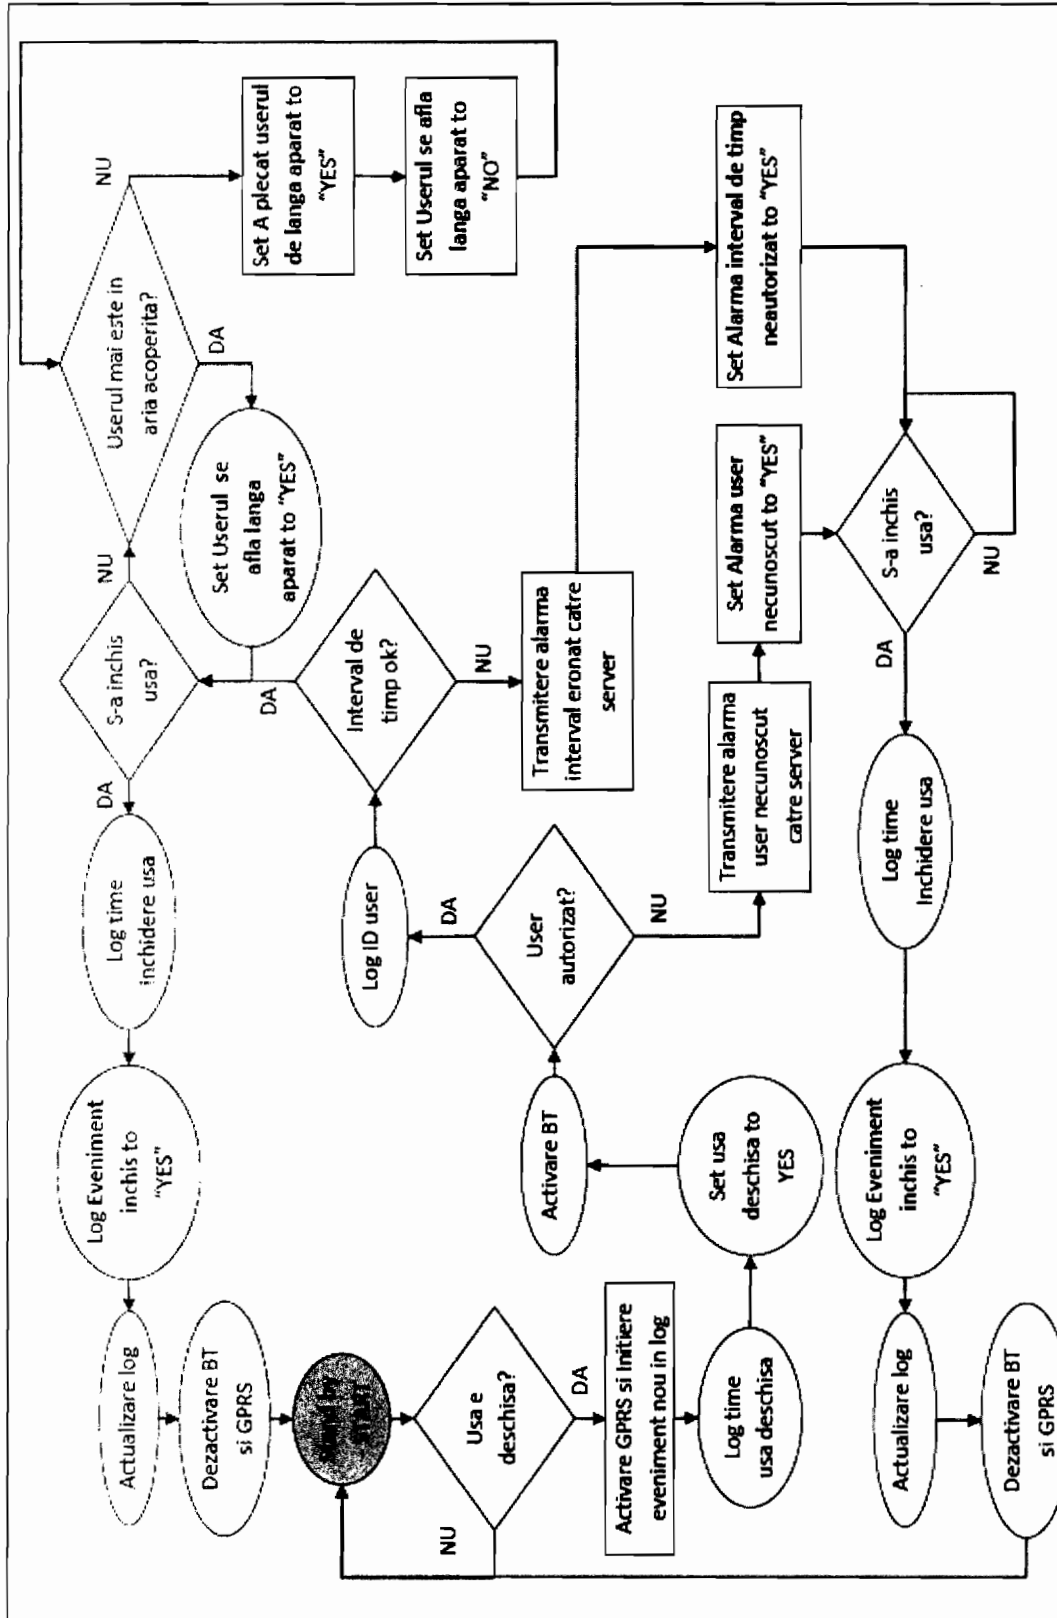 Userul mai este in
aria acoperita?
NU
DA
Set A plecat userul
de langa aparat to
"YES"
Set Userul se afla
langa aparat to
"NO"
S-a inchis
usa?
NU
DA
Set Userul se
afla langa
aparat to "YES"
Log time
inchidere usa
Log Eveniment
inchis to
"YES"
Actualizare log
Dezactivare BT
si GPRS
Stand by
- START
Usa e
deschisa?
NU
DA
Activare GPRS si Initiere
eveniment nou in log
Log time
usa deschisa
Set usa
deschisa to
YES
Activare BT
User
autorizat?
DA
NU
Log ID user
Interval de
timp ok?
DA
NU
Transmitere alarma
interval eronat catre
server
Set Alarma interval de timp
neautorizat to "YES"
Transmitere alarma
user necunoscut
catre server
Set Alarma user
necunoscut to "YES"
S-a inchis
usa?
NU
DA
Log time
Inchidere usa
Log Eveniment
inchis to
"YES"
Actualizare log
Dezactivare BT
si GPRS